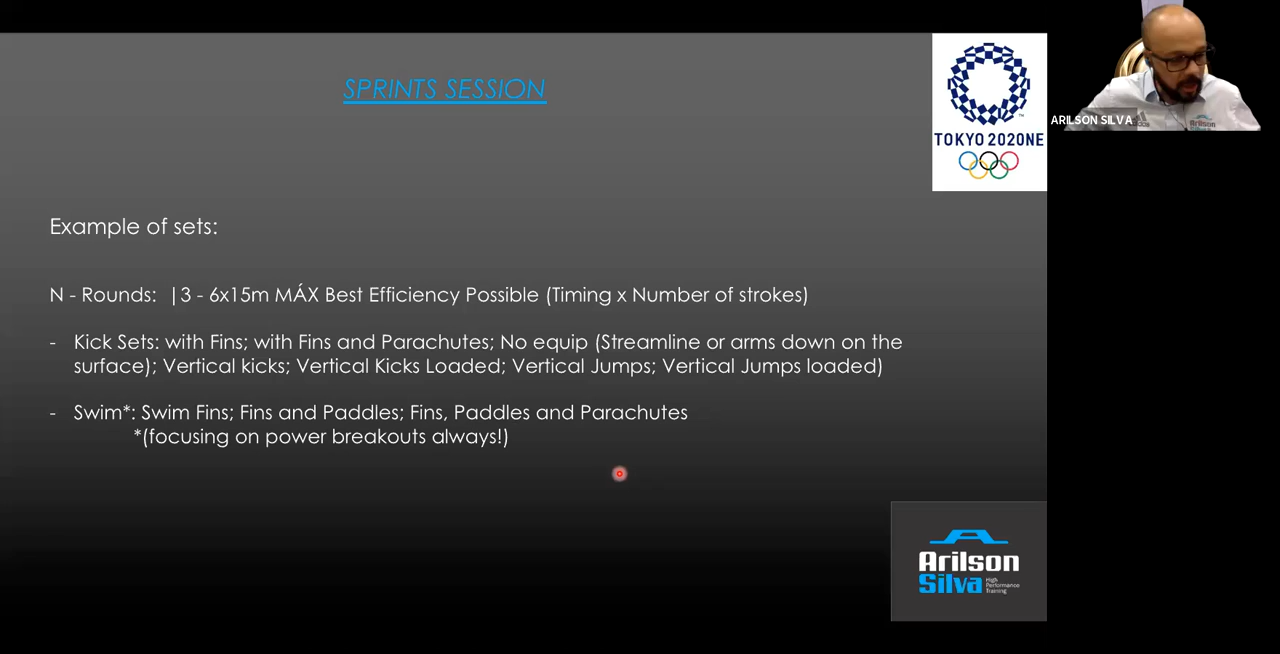 SPRINTS SESSION
TOKYO 2020NE
ARILSON SILVA
Example of sets:
N - Rounds: |3 - 6x15m MÁX Best Efficiency Possible (Timing x Number of strokes)
- Kick Sets: with Fins; with Fins and Parachutes; No equip (Streamline or arms down on the
surface); Vertical kicks; Vertical Kicks Loaded; Vertical Jumps; Vertical Jumps loaded)
- Swim*: Swim Fins; Fins and Paddles; Fins, Paddles and Parachutes
*(focusing on power breakouts always!)
Arilson
Silva
High
Performance
Training